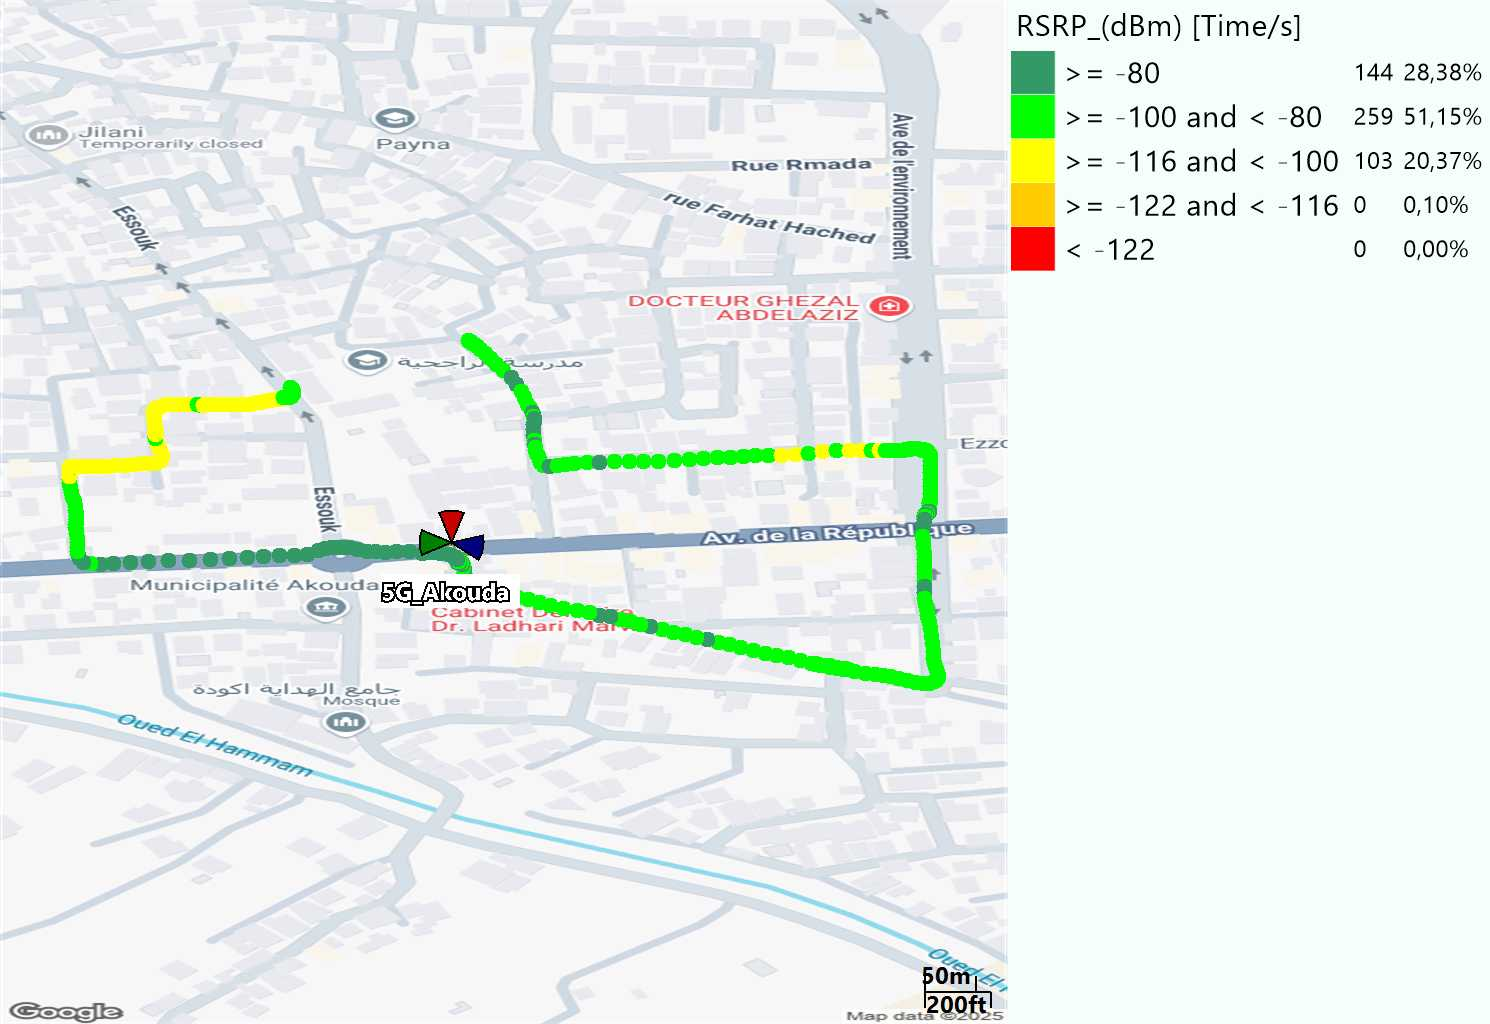 RSRP_(dBm) [Time/s]
>= -80 144 28,38%
>= -100 and < -80 259 51,15%
>= -116 and < -100 103 20,37%
>= -122 and < -116 0 0,10%
< -122 0 0,00%
Jilani
Temporarily closed
Payna
Rue Rmada
rue Farhat Hached
Ave de l'environnement
Essouk
DOCTEUR GHEZAL
ABDELAZIZ
Ezzo
Essouk
Av. de la République
Municipalité Akouda
5G_Akouda
Cabinet
Dr. Ladhari
جامع الهداية اكودة
Mosque
Oued El Hammam
Oued El
50m
200ft
Google
Map data ©2025